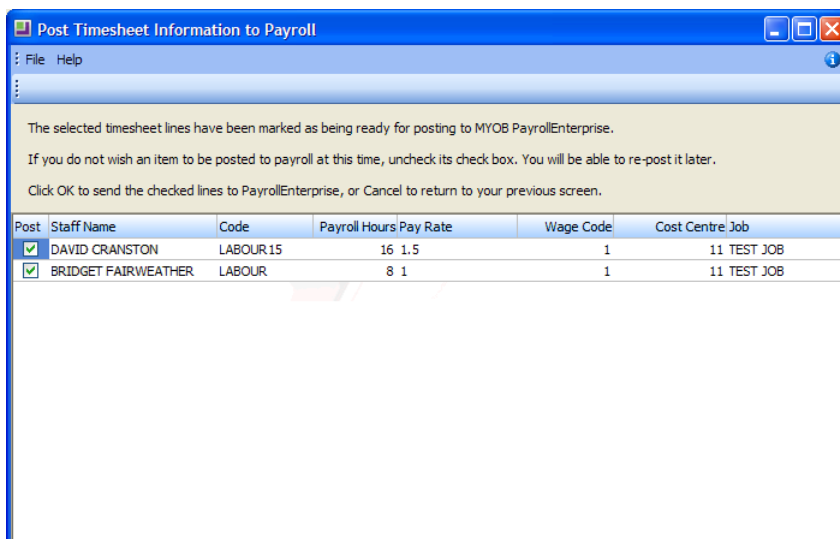 Post Timesheet Information to Payroll
File Help
The selected timesheet lines have been marked as being ready for posting to MYOB PayrollEnterprise.
If you do not wish an item to be posted to payroll at this time, uncheck its check box. You will be able to re-post it later.
Click OK to send the checked lines to PayrollEnterprise, or Cancel to return to your previous screen.
Post Staff Name Code Payroll Hours Pay Rate Wage Code Cost Centre Job
DAVID CRANSTON LABOUR15 16 1.5 1 11 TEST JOB
BRIDGET FAIRWEATHER LABOUR 8 1 1 11 TEST JOB